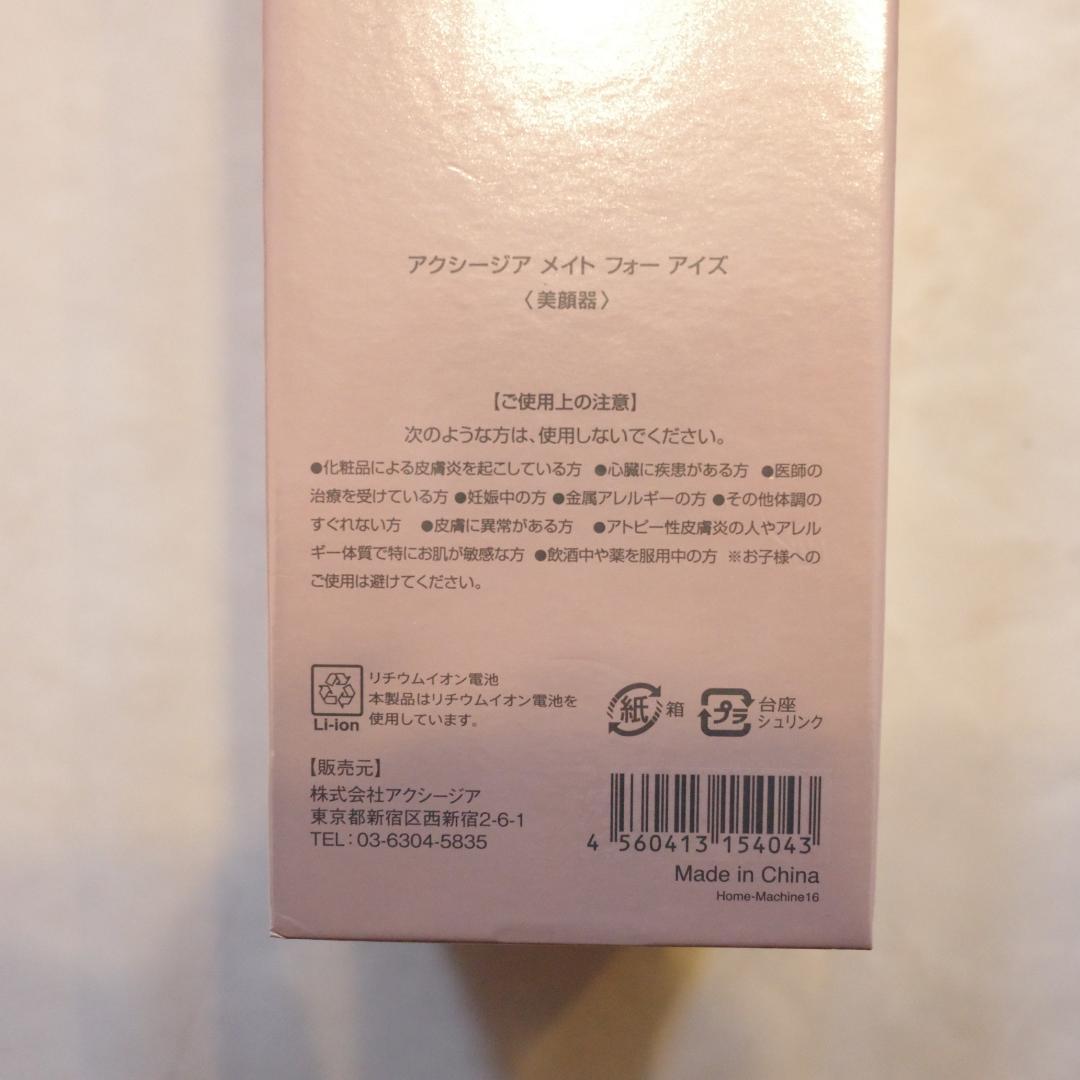 アクシージア メイト フォー アイズ
〈美顔器〉
【ご使用上の注意】
次のような方は、使用しないでください。
●化粧品による皮膚炎を起こしている方 ●心臓に疾患がある方 ●医師の
治療を受けている方 ●妊娠中の方 ●金属アレルギーの方 ●その他体調の
すぐれない方 ●皮膚に異常がある方 ●アトピー性皮膚炎の人やアレル
ギー体質で特にお肌が敏感な方 ●飲酒中や薬を服用中の方 ※お子様への
ご使用は避けてください。
リチウムイオン電池
本製品はリチウムイオン電池を
使用しています。
Li-ion
紙 箱
プラ 台座
シュリンク
【販売元】
株式会社アクシージア
東京都新宿区西新宿2-6-1
TEL:03-6304-5835
4 560413 154043
Made in China
Home-Machine16